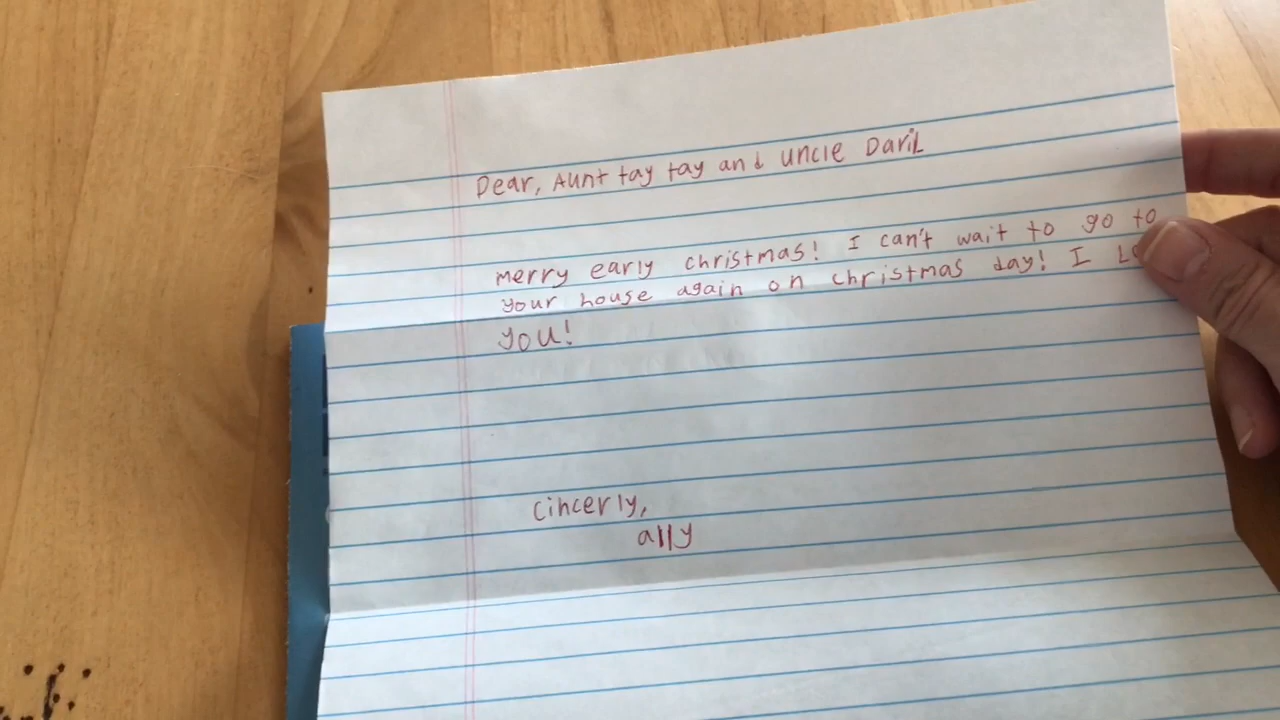 Dear, Aunt tay tay and uncle Daril
merry early christmas! I can't wait to go to
your house again on christmas day! I
you!
cincerly,
ally